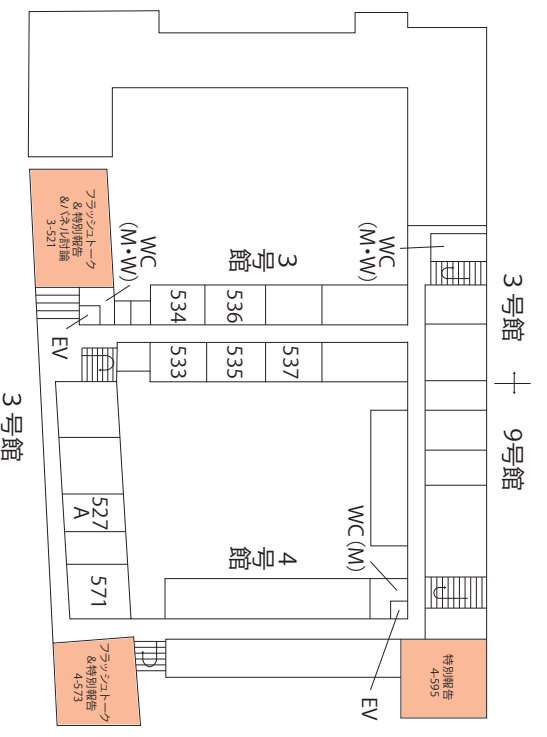 3号館
9号館
WC
(M・W)
3号館
WC
(M・W)
フラッシュトーク
&特別報告
&パネル討論
3-521
534
536
EV
533
535
537
3号館
527
A
571
4号館
WC(M)
EV
フラッシュトーク
&特別報告
4-573
特別報告
4-595